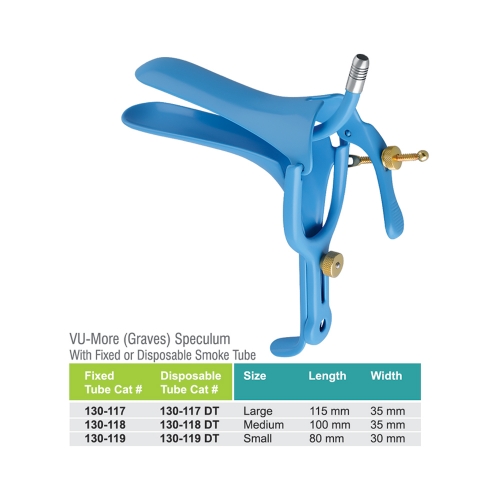 VU-More (Graves) Speculum
With Fixed or Disposable Smoke Tube
Fixed Tube Cat # Disposable Tube Cat # Size Length Width
130-117 130-117 DT Large 115 mm 35 mm
130-118 130-118 DT Medium 100 mm 35 mm
130-119 130-119 DT Small 80 mm 30 mm